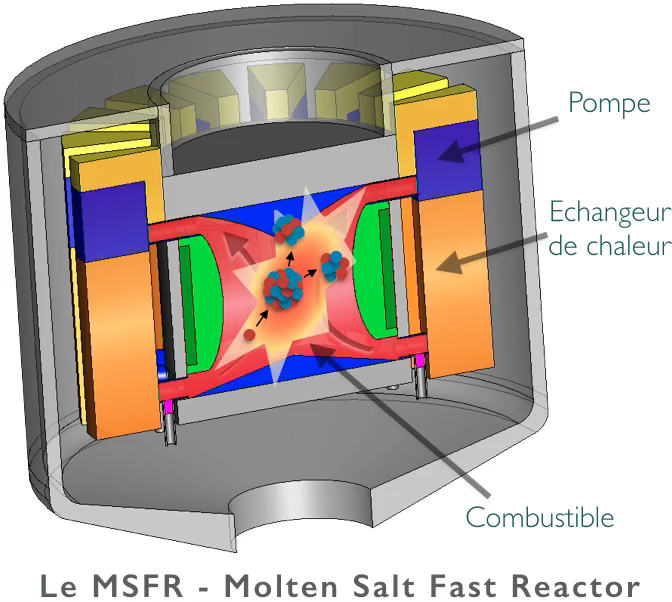 Pompe
Echangeur
de chaleur
Combustible
Le MSFR - Molten Salt Fast Reactor